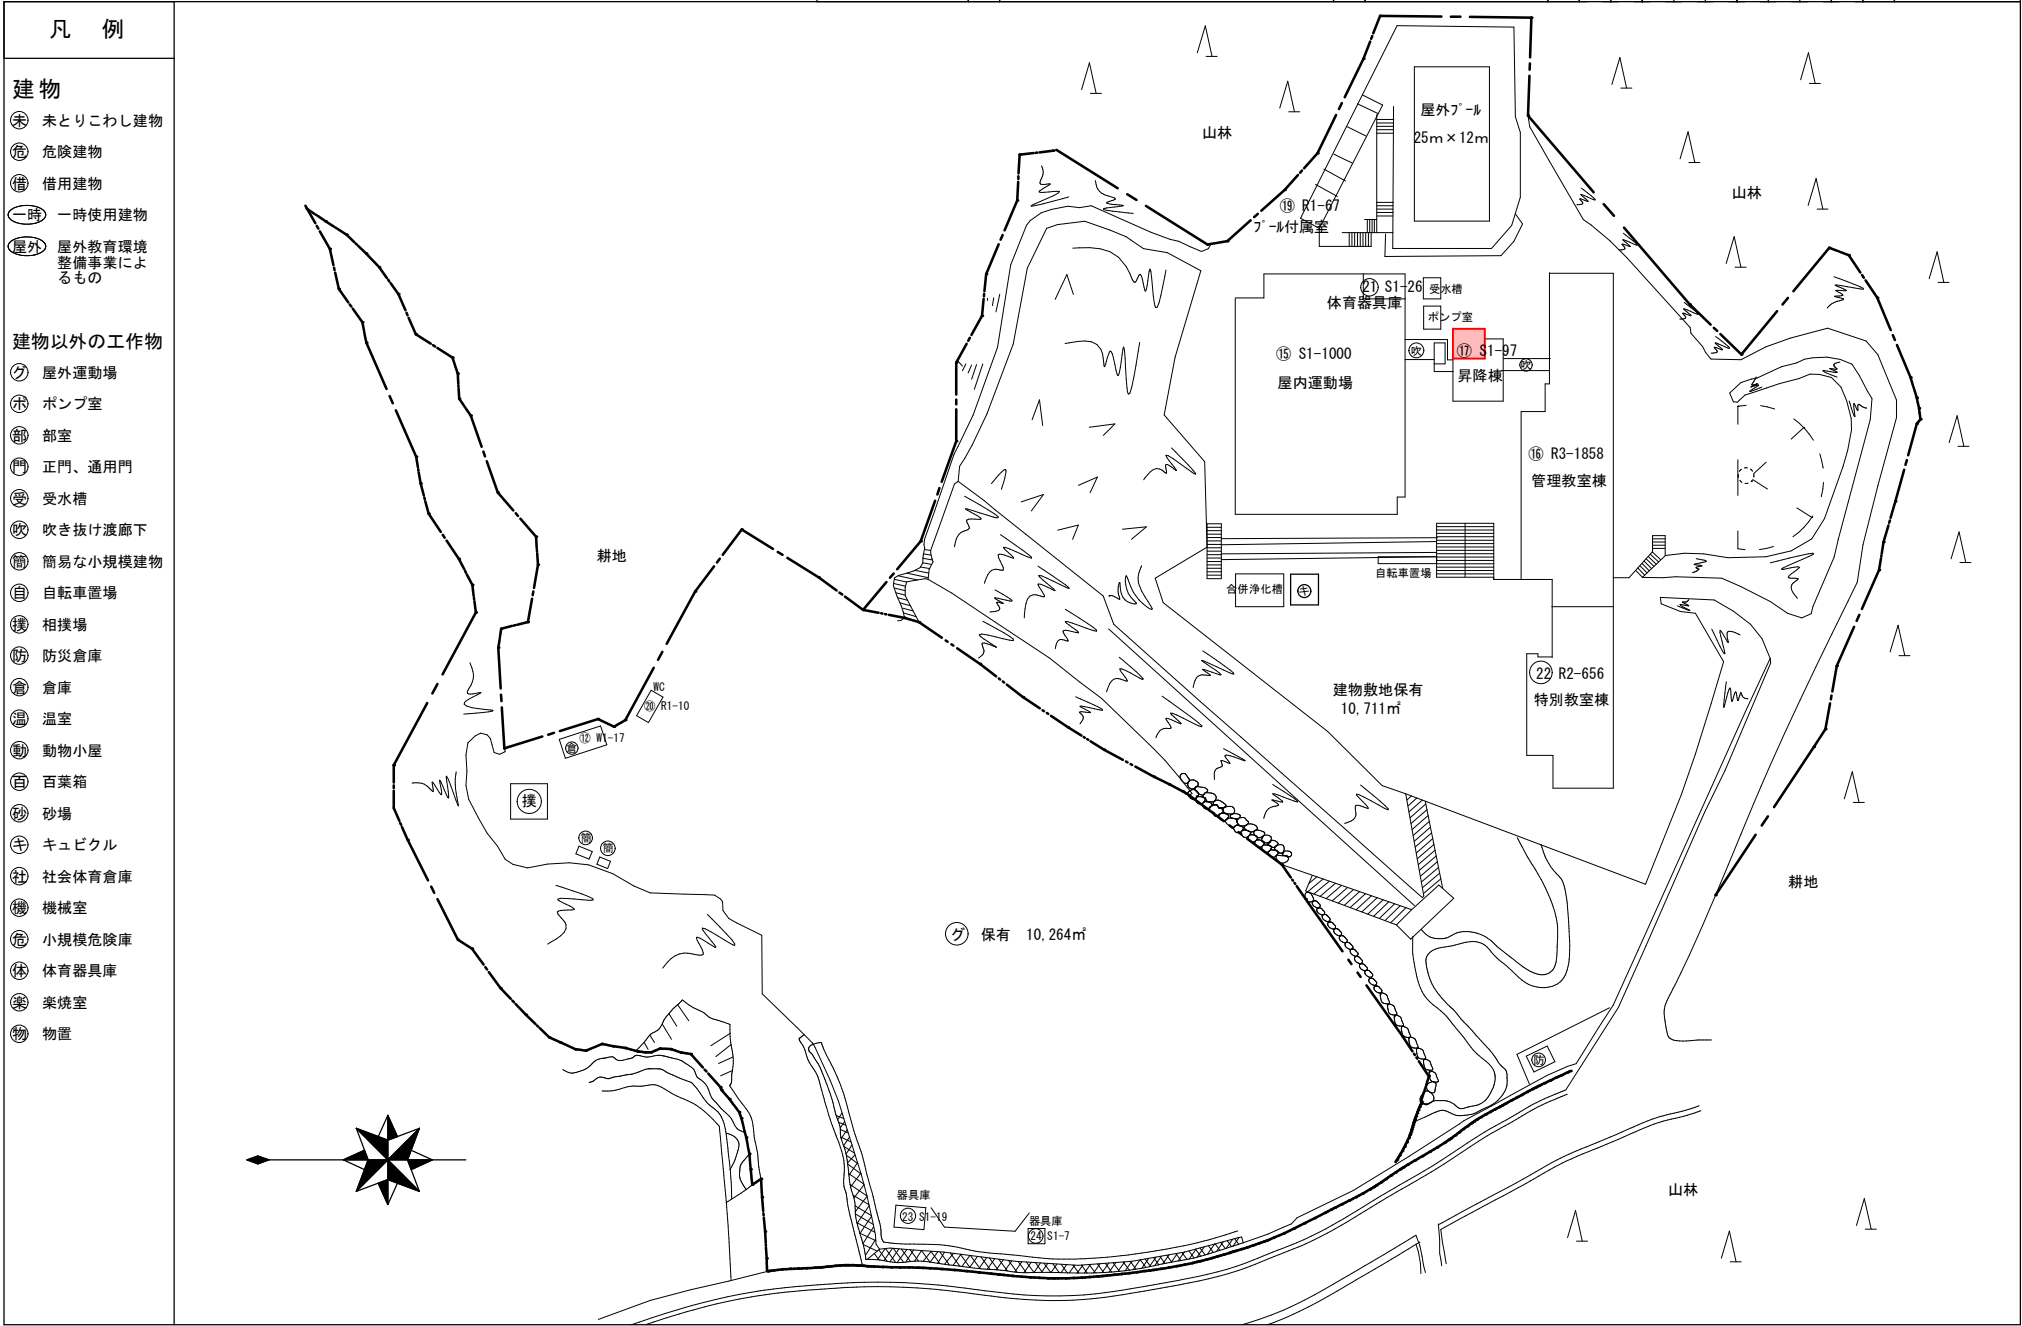 凡 例
建物
未 未とりこわし建物
危 危険建物
借 借用建物
一時 一時使用建物
屋外 屋外教育環境
整備事業によ
るもの
建物以外の工作物
グ 屋外運動場
ポ ポンプ室
部 部室
門 正門、通用門
受 受水槽
吹 吹き抜け渡廊下
簡 簡易な小規模建物
自 自転車置場
撲 相撲場
防 防災倉庫
倉 倉庫
温 温室
動 動物小屋
百 百葉箱
砂 砂場
キ キュビクル
社 社会体育倉庫
機 機械室
危 小規模危険庫
体 体育器具庫
楽 楽焼室
物 物置
山林
屋外プール
25m×12m
山林
⑲ R1-67
プール付属室
㉑ S1-26
体育器具庫
受水槽
ポンプ室
⑮ S1-1000
屋内運動場
吹
⑰ S1-97
昇降棟
吹
⑯ R3-1858
管理教室棟
耕地
自転車置場
合併浄化槽
キ
㉒ R2-656
特別教室棟
建物敷地保有
10,711㎡
WC
⑳ R1-10
倉 ⑫ W1-17
撲
簡
簡
耕地
グ 保有 10,264㎡
防
山林
器具庫
㉓ S1-19
器具庫
㉔ S1-7